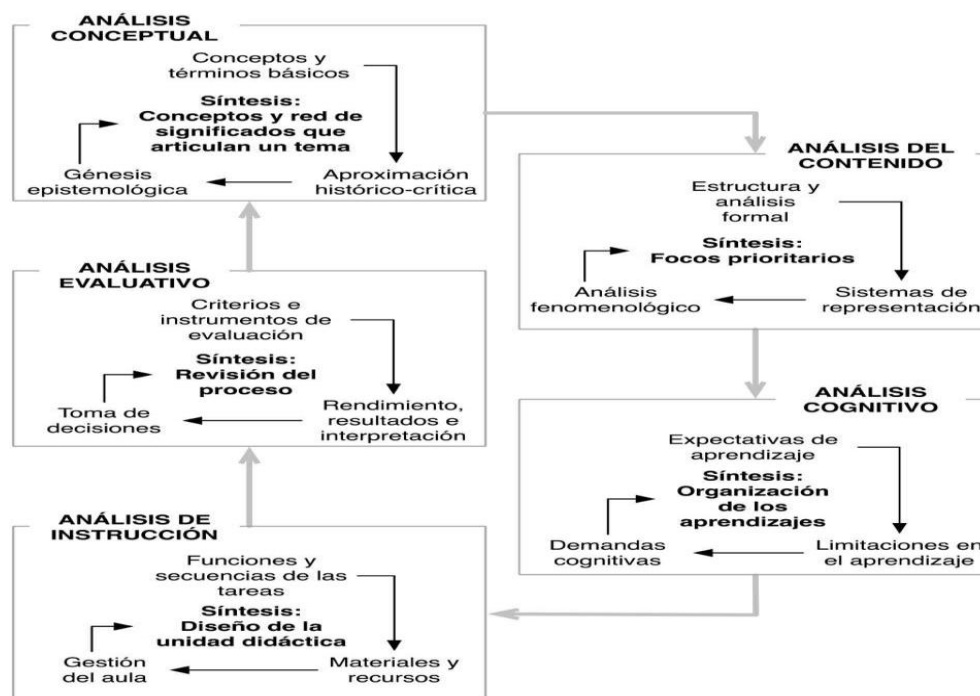 ANÁLISIS
CONCEPTUAL
Conceptos y
términos básicos
Síntesis:
Conceptos y red de
significados que
articulan un tema
Génesis
epistemológica
Aproximación
histórico-crítica
ANÁLISIS DEL
CONTENIDO
Estructura y
análisis
formal
Síntesis:
Focos prioritarios
Análisis
fenomenológico
Sistemas de
representación
ANÁLISIS
COGNITIVO
Expectativas de
aprendizaje
Síntesis:
Organización
de los
aprendizajes
Demandas
cognitivas
Limitaciones en
el aprendizaje
ANÁLISIS DE
INSTRUCCIÓN
Funciones y
secuencias de las
tareas
Síntesis:
Diseño de la
unidad didáctica
Gestión
del aula
Materiales y
recursos
ANÁLISIS
EVALUATIVO
Criterios e
instrumentos de
evaluación
Síntesis:
Revisión del
proceso
Toma de
decisiones
Rendimiento,
resultados e
interpretación